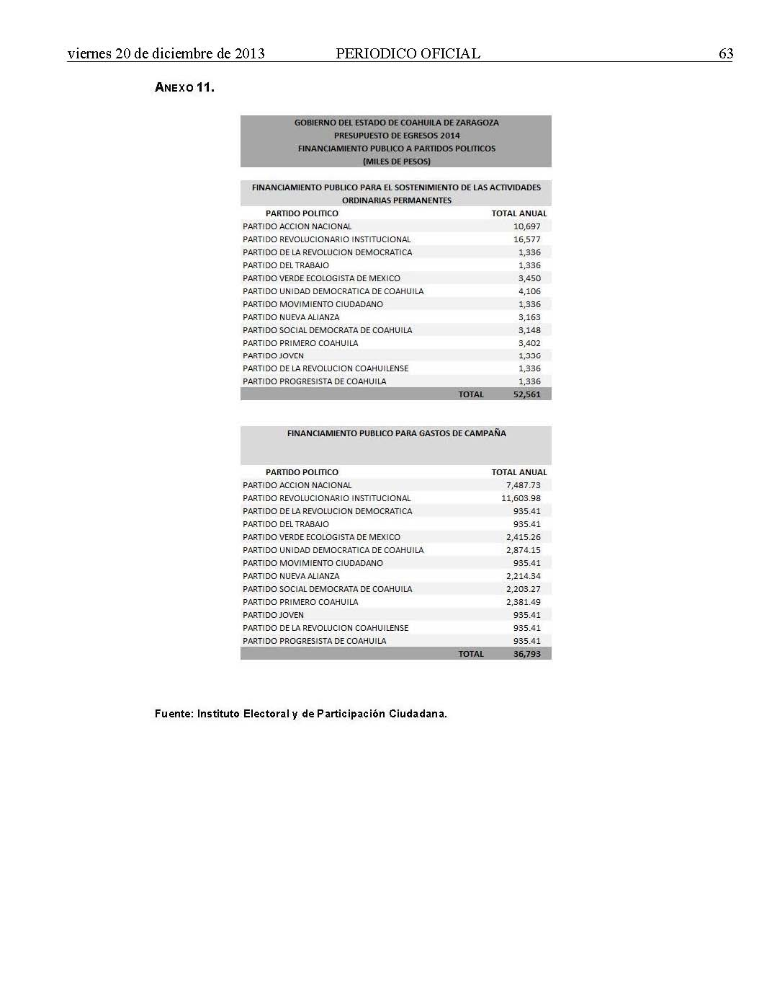 viernes 20 de diciembre de 2013 PERIODICO OFICIAL 63
ANEXO 11.
GOBIERNO DEL ESTADO DE COAHUILA DE ZARAGOZA
PRESUPUESTO DE EGRESOS 2014
FINANCIAMIENTO PUBLICO A PARTIDOS POLITICOS
(MILES DE PESOS)
FINANCIAMIENTO PUBLICO PARA EL SOSTENIMIENTO DE LAS ACTIVIDADES
ORDINARIAS PERMANENTES
PARTIDO POLITICO TOTAL ANUAL
PARTIDO ACCION NACIONAL 10,697
PARTIDO REVOLUCIONARIO INSTITUCIONAL 16,577
PARTIDO DE LA REVOLUCION DEMOCRATICA 1,336
PARTIDO DEL TRABAJO 1,336
PARTIDO VERDE ECOLOGISTA DE MEXICO 3,450
PARTIDO UNIDAD DEMOCRATICA DE COAHUILA 4,106
PARTIDO MOVIMIENTO CIUDADANO 1,336
PARTIDO NUEVA ALIANZA 3,163
PARTIDO SOCIAL DEMOCRATA DE COAHUILA 3,148
PARTIDO PRIMERO COAHUILA 3,402
PARTIDO JOVEN 1,336
PARTIDO DE LA REVOLUCION COAHUILENSE 1,336
PARTIDO PROGRESISTA DE COAHUILA 1,336
TOTAL 52,561
FINANCIAMIENTO PUBLICO PARA GASTOS DE CAMPAÑA
PARTIDO POLITICO TOTAL ANUAL
PARTIDO ACCION NACIONAL 7,487.73
PARTIDO REVOLUCIONARIO INSTITUCIONAL 11,603.98
PARTIDO DE LA REVOLUCION DEMOCRATICA 935.41
PARTIDO DEL TRABAJO 935.41
PARTIDO VERDE ECOLOGISTA DE MEXICO 2,415.26
PARTIDO UNIDAD DEMOCRATICA DE COAHUILA 2,874.15
PARTIDO MOVIMIENTO CIUDADANO 935.41
PARTIDO NUEVA ALIANZA 2,214.34
PARTIDO SOCIAL DEMOCRATA DE COAHUILA 2,203.27
PARTIDO PRIMERO COAHUILA 2,381.49
PARTIDO JOVEN 935.41
PARTIDO DE LA REVOLUCION COAHUILENSE 935.41
PARTIDO PROGRESISTA DE COAHUILA 935.41
TOTAL 36,793
Fuente: Instituto Electoral y de Participación Ciudadana.